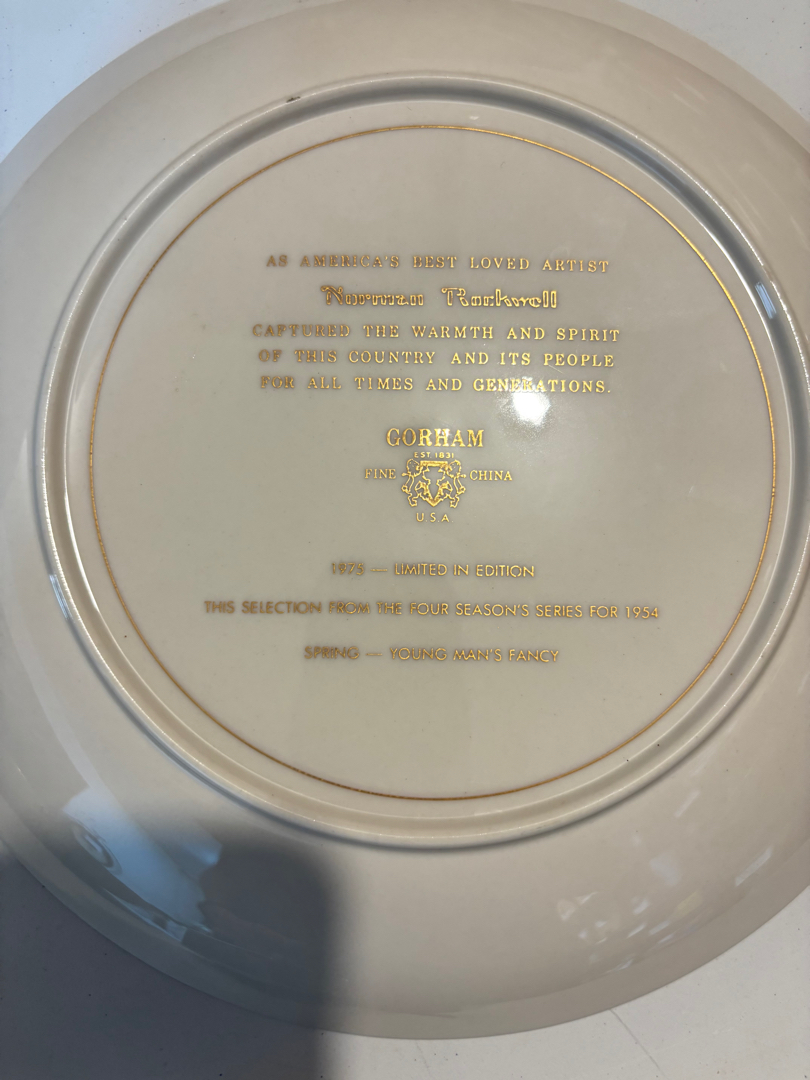 AS AMERICA'S BEST LOVED ARTIST
Norman Rockwell
CAPTURED THE WARMTH AND SPIRIT
OF THIS COUNTRY AND ITS PEOPLE
FOR ALL TIMES AND GENERATIONS.
GORHAM
EST 1831
FINE CHINA
USA
1975 — LIMITED IN EDITION
THIS SELECTION FROM THE FOUR SEASON'S SERIES FOR 1954
SPRING — YOUNG MAN'S FANCY